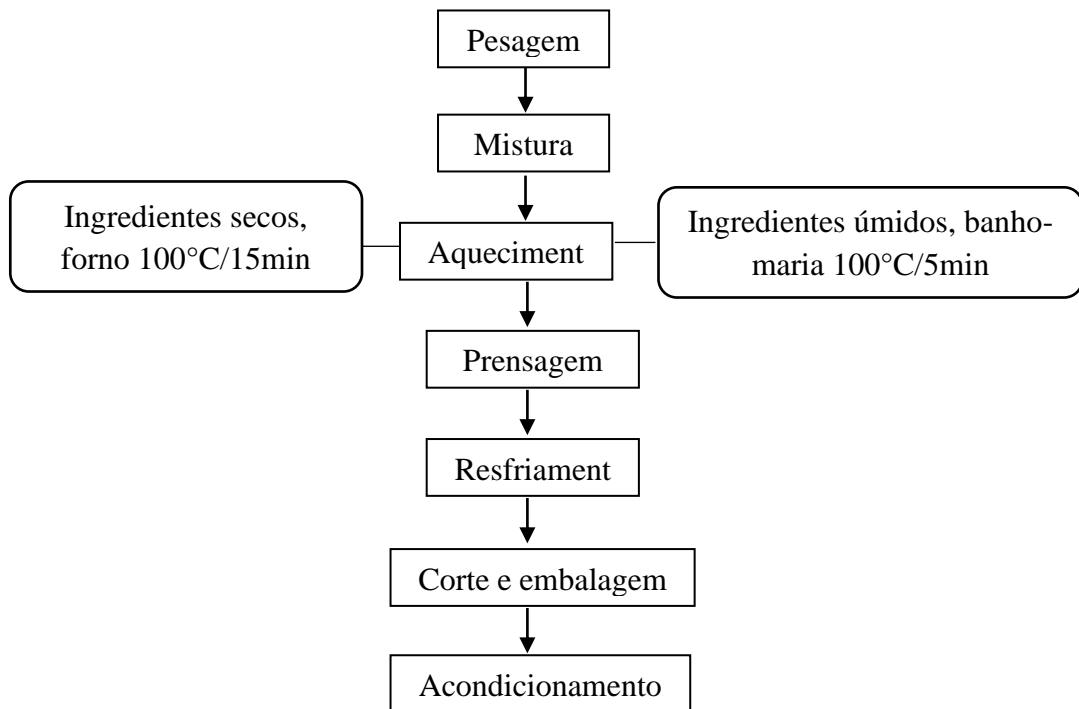 Pesagem
Mistura
Ingredientes secos,
forno 100°C/15min
Aqueciment
Ingredientes úmidos, banho-
maria 100°C/5min
Prensagem
Resfriament
Corte e embalagem
Acondicionamento